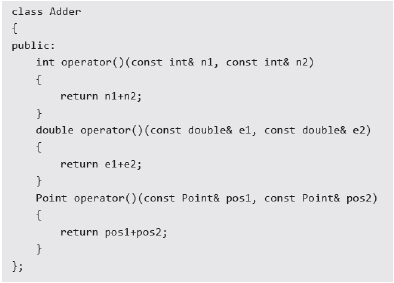 class Adder
{
public:
    int operator()(const int& n1, const int& n2)
    {
        return n1+n2;
    }
    double operator()(const double& e1, const double& e2)
    {
        return e1+e2;
    }
    Point operator()(const Point& pos1, const Point& pos2)
    {
        return pos1+pos2;
    }
};